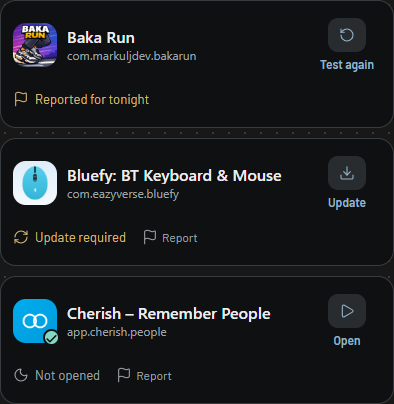 BAKA
RUN
Baka Run
com.markuljdev.bakarun
Test again
Reported for tonight
Bluefy: BT Keyboard & Mouse
com.eazyverse.bluefy
Update
Update required
Report
Cherish – Remember People
app.cherish.people
Open
Not opened
Report